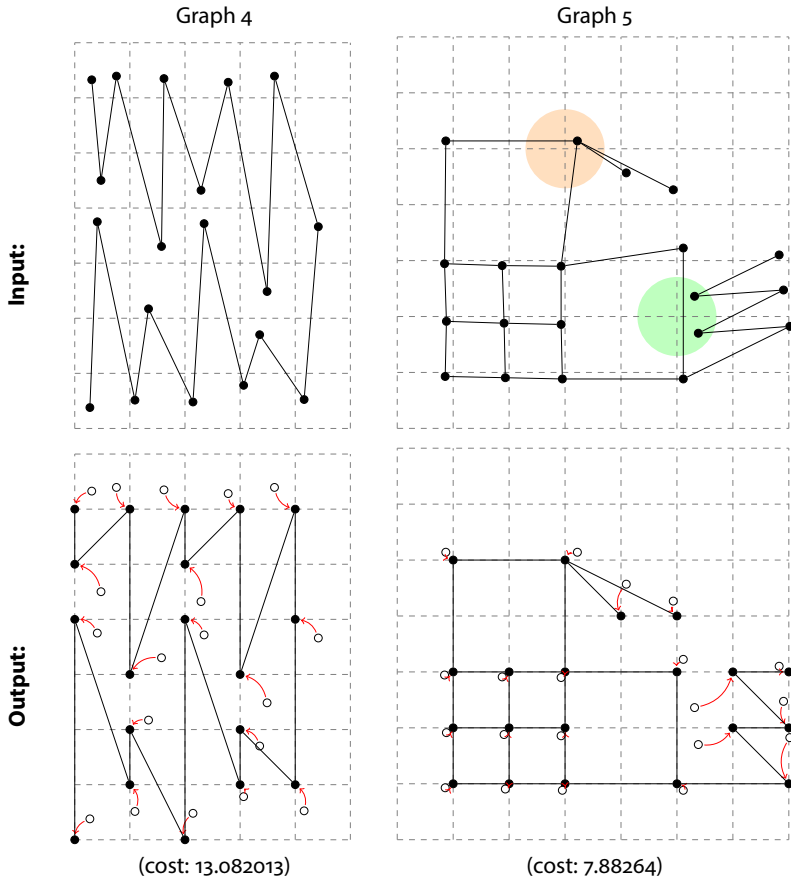 Graph 4
Graph 5
Input:
Output:
(cost: 13.082013)
(cost: 7.88264)